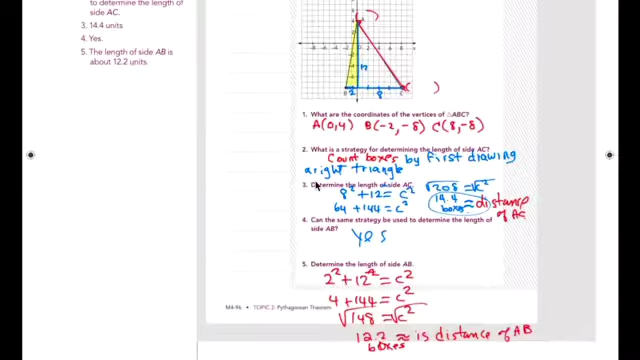 to determine the length of
side AC.
3. 14.4 units
4. Yes.
5. The length of side AB is
about 12.2 units.
12
2
8
B
C
1. What are the coordinates of the vertices of △ABC?
A(0,4) B(-2,-8) C(8,-8)
2. What is a strategy for determining the length of side AC?
Count boxes by first drawing
a right triangle
3. Determine the length of side AC.
8² + 12² = c²
64 + 144 = c²
√208 = √c²
14.4 ≈ distance
boxes of AC
4. Can the same strategy be used to determine the length of
side AB?
yes
5. Determine the length of side AB.
2² + 12² = c²
4 + 144 = c²
√148 = √c²
12.2 ≈ is distance of AB
boxes
M4-96 • TOPIC 2: Pythagorean Theorem